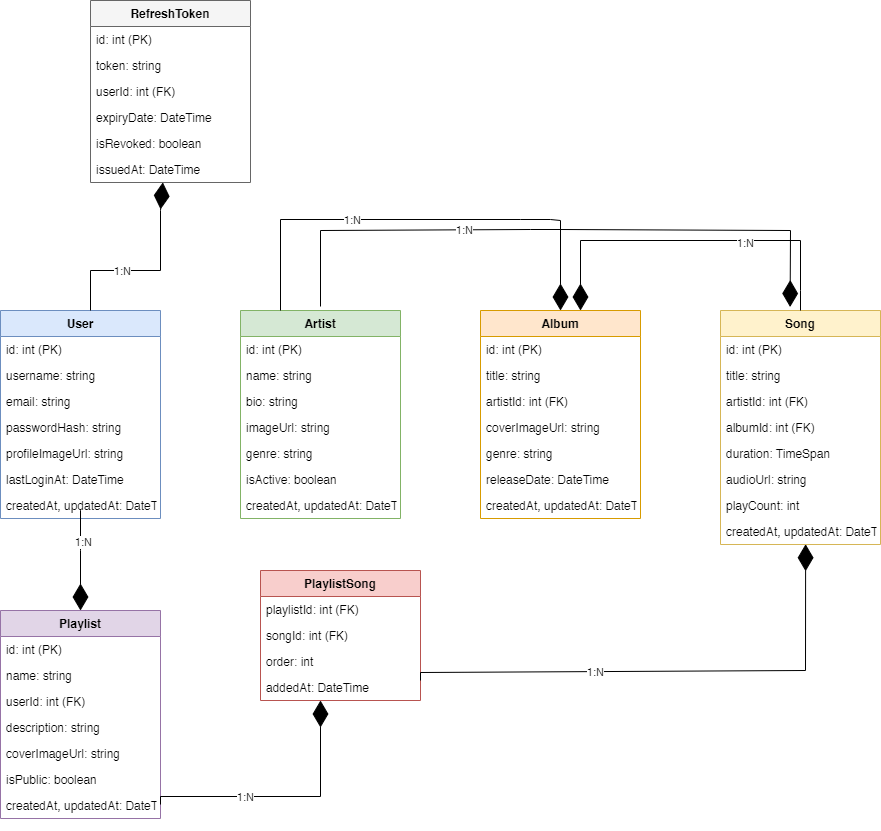 RefreshToken
id: int (PK)
token: string
userId: int (FK)
expiryDate: DateTime
isRevoked: boolean
issuedAt: DateTime
1:N
1:N
1:N
1:N
User
id: int (PK)
username: string
email: string
passwordHash: string
profileImageUrl: string
lastLoginAt: DateTime
createdAt, updatedAt: DateT
Artist
id: int (PK)
name: string
bio: string
imageUrl: string
genre: string
isActive: boolean
createdAt, updatedAt: DateT
Album
id: int (PK)
title: string
artistId: int (FK)
coverImageUrl: string
genre: string
releaseDate: DateTime
createdAt, updatedAt: DateT
Song
id: int (PK)
title: string
artistId: int (FK)
albumId: int (FK)
duration: TimeSpan
audioUrl: string
playCount: int
createdAt, updatedAt: DateT
1:N
PlaylistSong
playlistId: int (FK)
songId: int (FK)
order: int
addedAt: DateTime
1:N
Playlist
id: int (PK)
name: string
userId: int (FK)
description: string
coverImageUrl: string
isPublic: boolean
createdAt, updatedAt: DateT
1:N